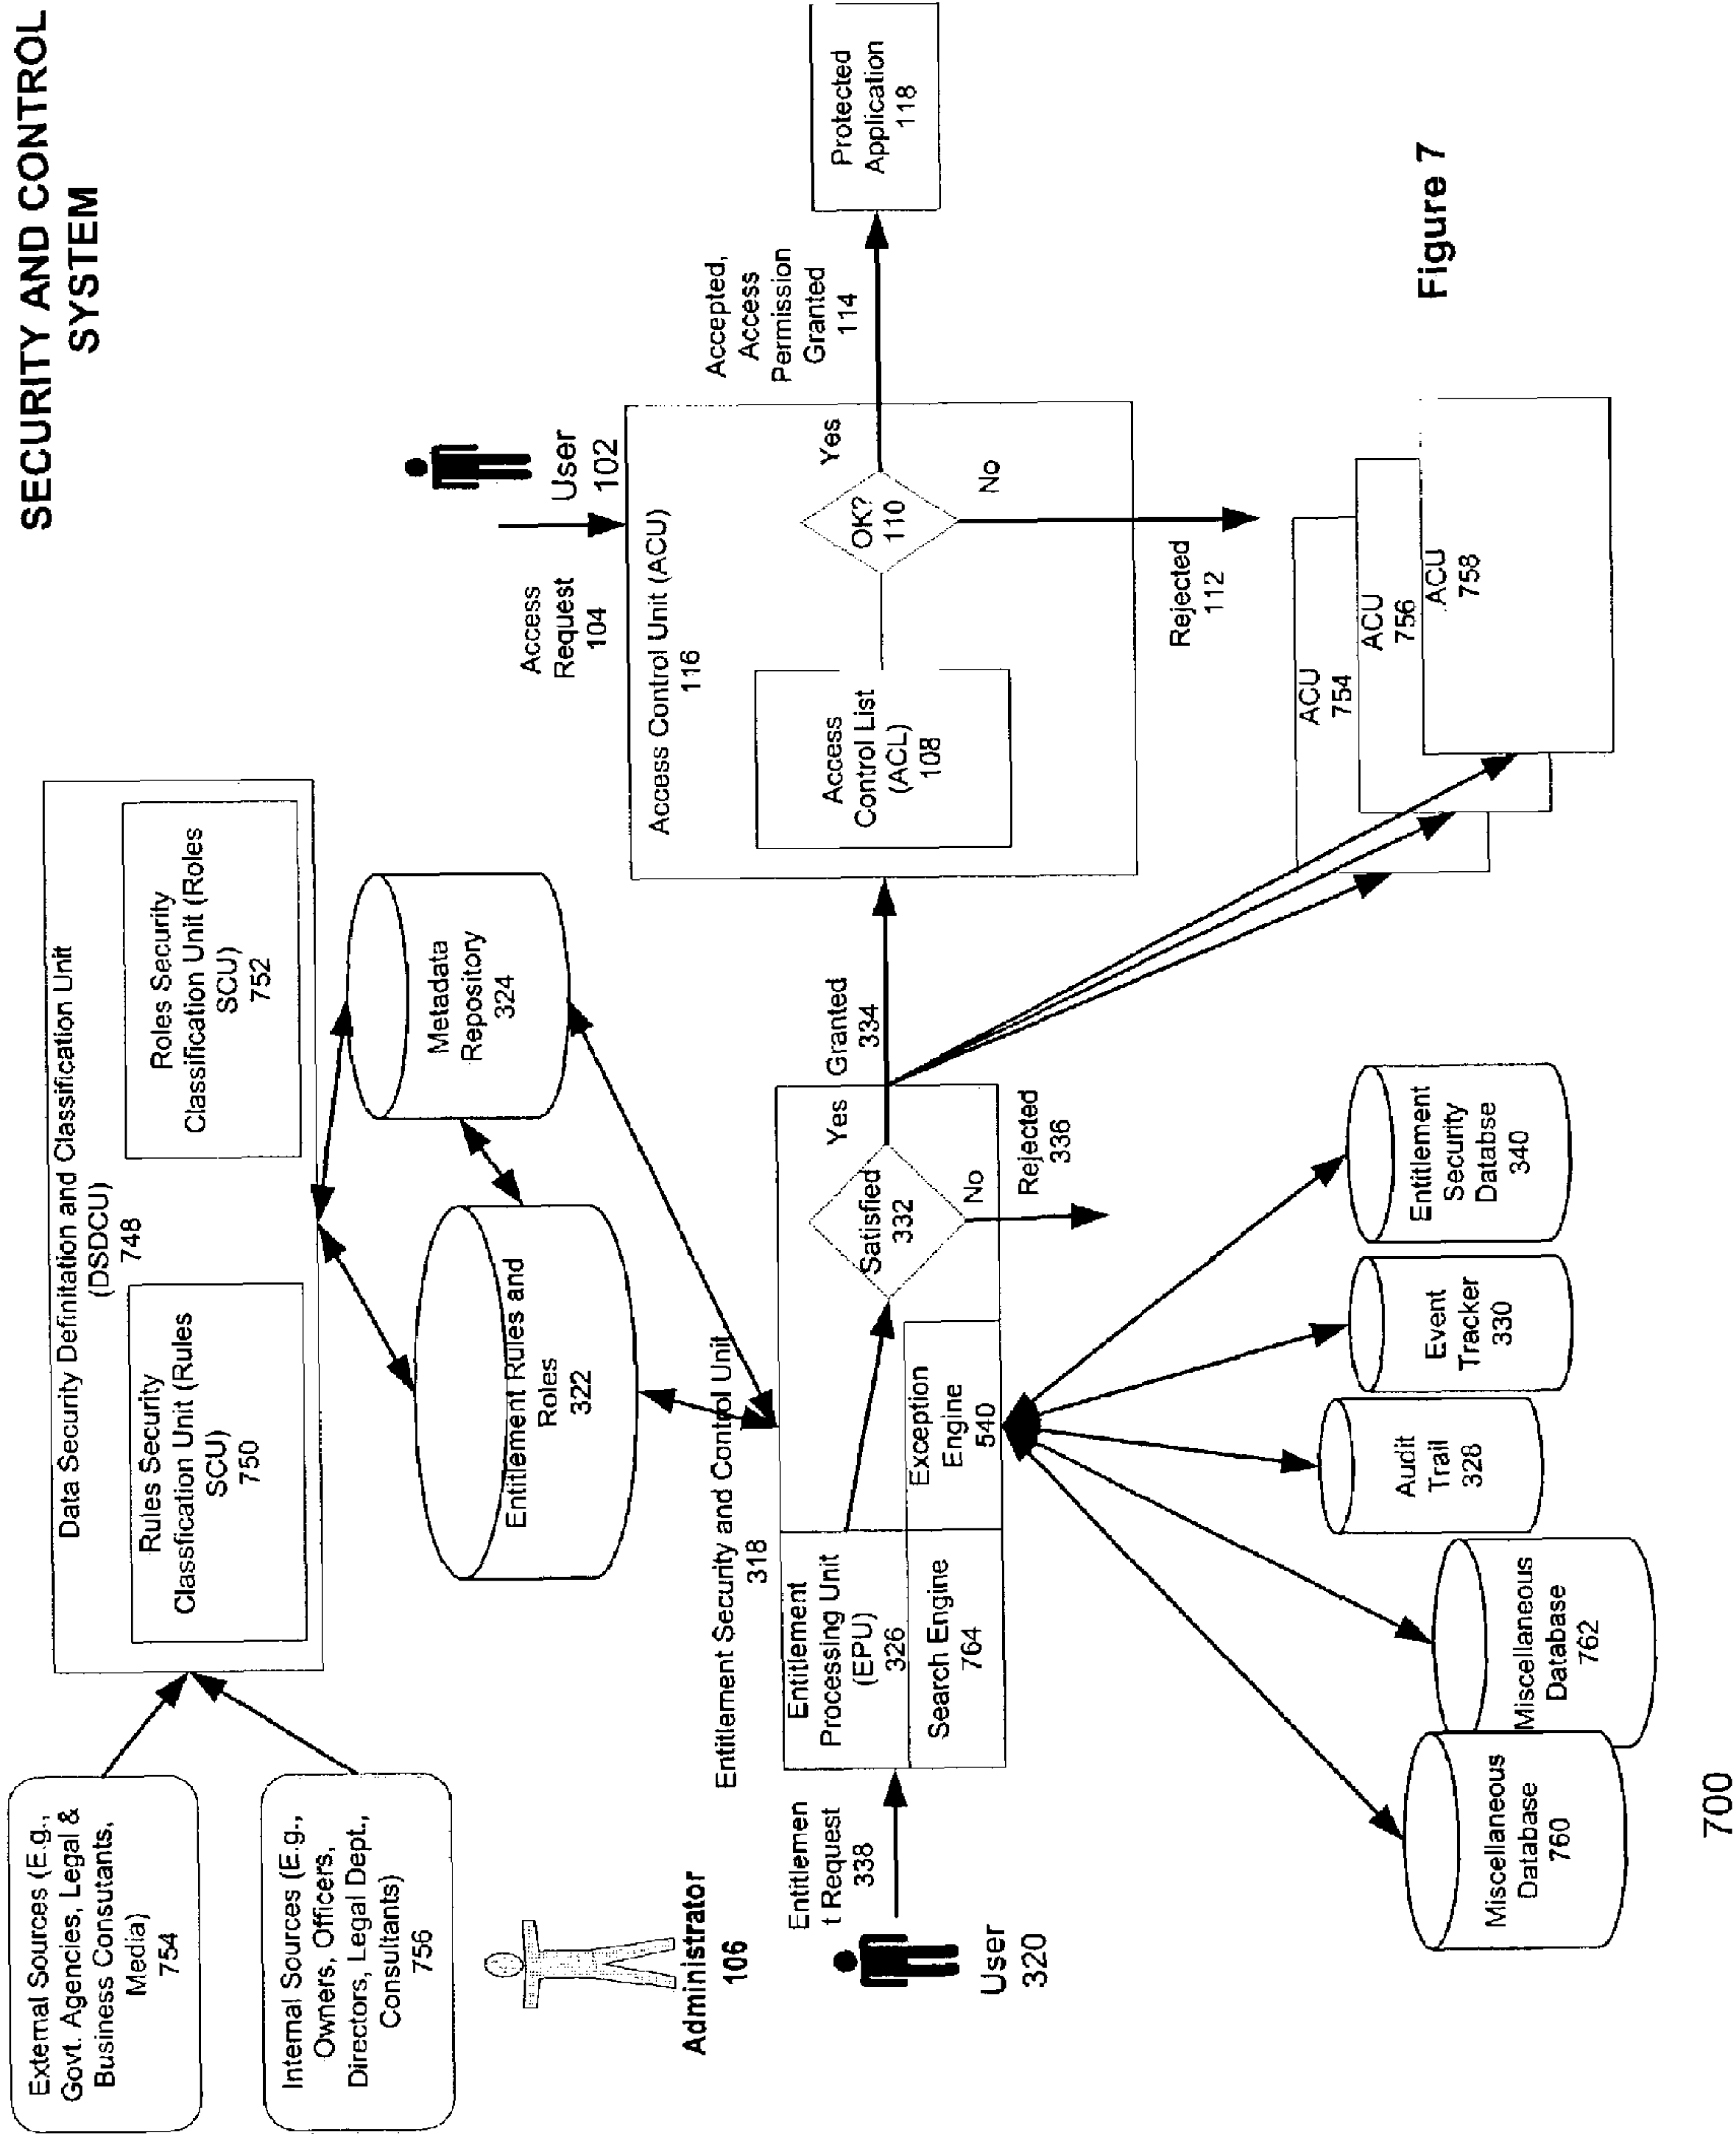 SECURITY AND CONTROL
SYSTEM
External Sources (E.g.,
Govt. Agencies, Legal &
Business Consutants,
Media)
754
Internal Sources (E.g.,
Owners, Officers,
Directors, Legal Dept.,
Consultants)
756
Data Security Definitation and Classification Unit
(DSDCU)
748
Rules Security
Classfication Unit (Rules
SCU)
750
Roles Security
Classification Unit (Roles
SCU)
752
Entitlement Rules and
Roles
322
Metadata
Repository
324
Administrator
106
User
320
Entitlemen
t Request
338
Entitlement Security and Control Unit
318
Entitlement
Processing Unit
(EPU)
326
Search Engine
764
Exception
Engine
540
Satisfied
332
Yes
No
Granted
334
Rejected
336
Access
Request
104
User
102
Access Control Unit (ACU)
116
Access
Control List
(ACL)
108
OK?
110
Yes
No
Accepted,
Access
Permission
Granted
114
Rejected
112
Protected
Application
118
ACU
754
ACU
756
ACU
758
Miscellaneous
Database
760
Miscellaneous
Database
762
Audit
Trail
328
Event
Tracker
330
Entitlement
Security
Databse
340
Figure 7
700